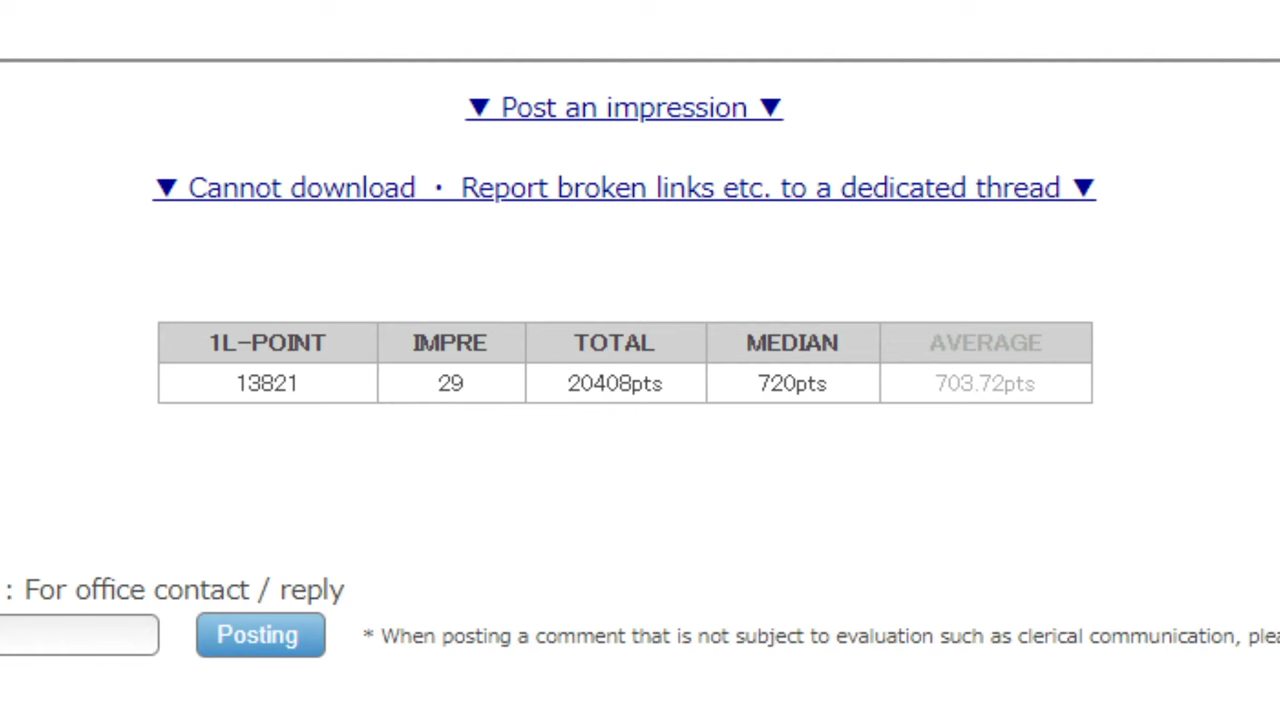 ▼ Post an impression ▼
▼ Cannot download ・ Report broken links etc. to a dedicated thread ▼
1L-POINT IMPRE TOTAL MEDIAN AVERAGE
13821 29 20408pts 720pts 703.72pts
: For office contact / reply
Posting * When posting a comment that is not subject to evaluation such as clerical communication,